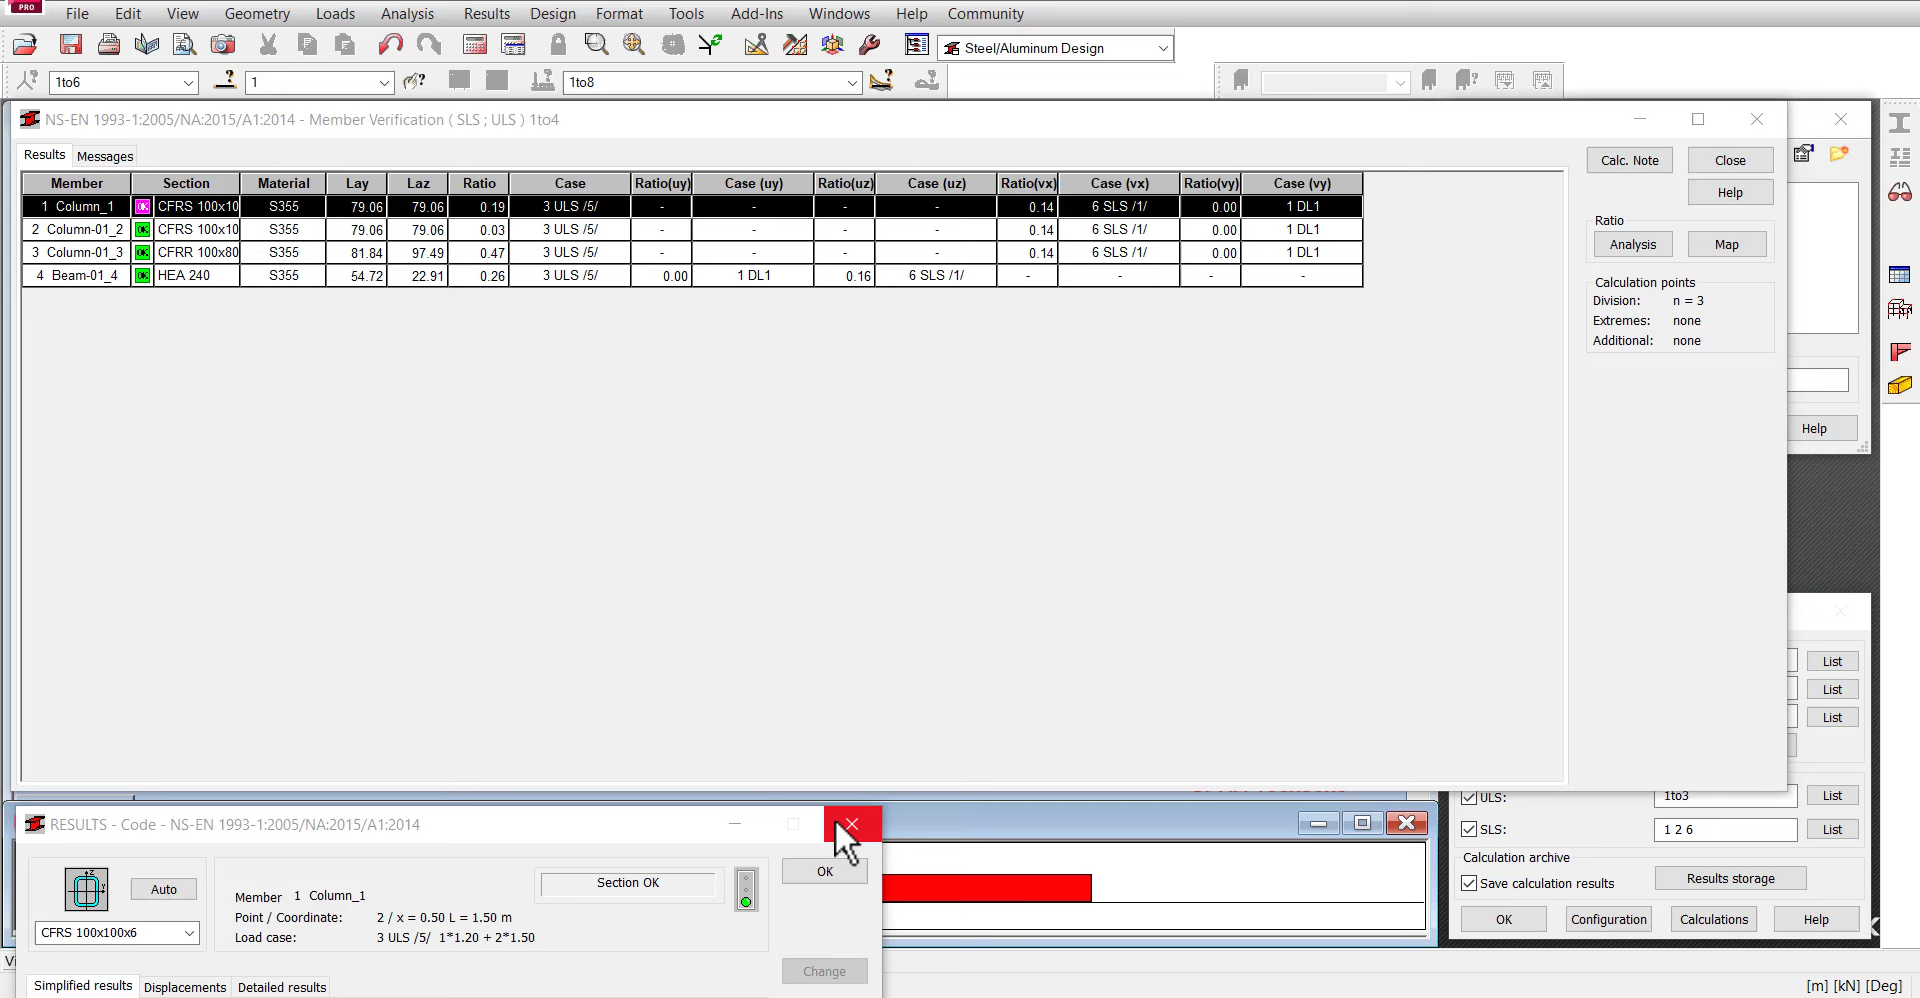 PRO
File Edit View Geometry Loads Analysis Results Design Format Tools Add-Ins Windows Help Community
Steel/Aluminum Design
1to6 1 1to8
NS-EN 1993-1:2005/NA:2015/A1:2014 - Member Verification ( SLS ; ULS ) 1to4
Results Messages
Calc. Note Close
Help
Member Section Material Lay Laz Ratio Case Ratio(uy) Case (uy) Ratio(uz) Case (uz) Ratio(vx) Case (vx) Ratio(vy) Case (vy)
1 Column_1 OK CFRS 100x10 S355 79.06 79.06 0.19 3 ULS /5/ - - - - 0.14 6 SLS /1/ 0.00 1 DL1
2 Column-01_2 OK CFRS 100x10 S355 79.06 79.06 0.03 3 ULS /5/ - - - - 0.14 6 SLS /1/ 0.00 1 DL1
3 Column-01_3 OK CFRR 100x80 S355 81.84 97.49 0.47 3 ULS /5/ - - - - 0.14 6 SLS /1/ 0.00 1 DL1
4 Beam-01_4 OK HEA 240 S355 54.72 22.91 0.26 3 ULS /5/ 0.00 1 DL1 0.16 6 SLS /1/ - - - -
Ratio
Analysis Map
Calculation points
Division: n = 3
Extremes: none
Additional: none
Help
List
List
List
ULS: 1to3 List
SLS: 1 2 6 List
Calculation archive
Save calculation results Results storage
OK Configuration Calculations Help
RESULTS - Code - NS-EN 1993-1:2005/NA:2015/A1:2014
Auto
CFRS 100x100x6
Section OK
OK
Member 1 Column_1
Point / Coordinate: 2 / x = 0.50 L = 1.50 m
Load case: 3 ULS /5/ 1*1.20 + 2*1.50
Change
Simplified results Displacements Detailed results
[m] [kN] [Deg]